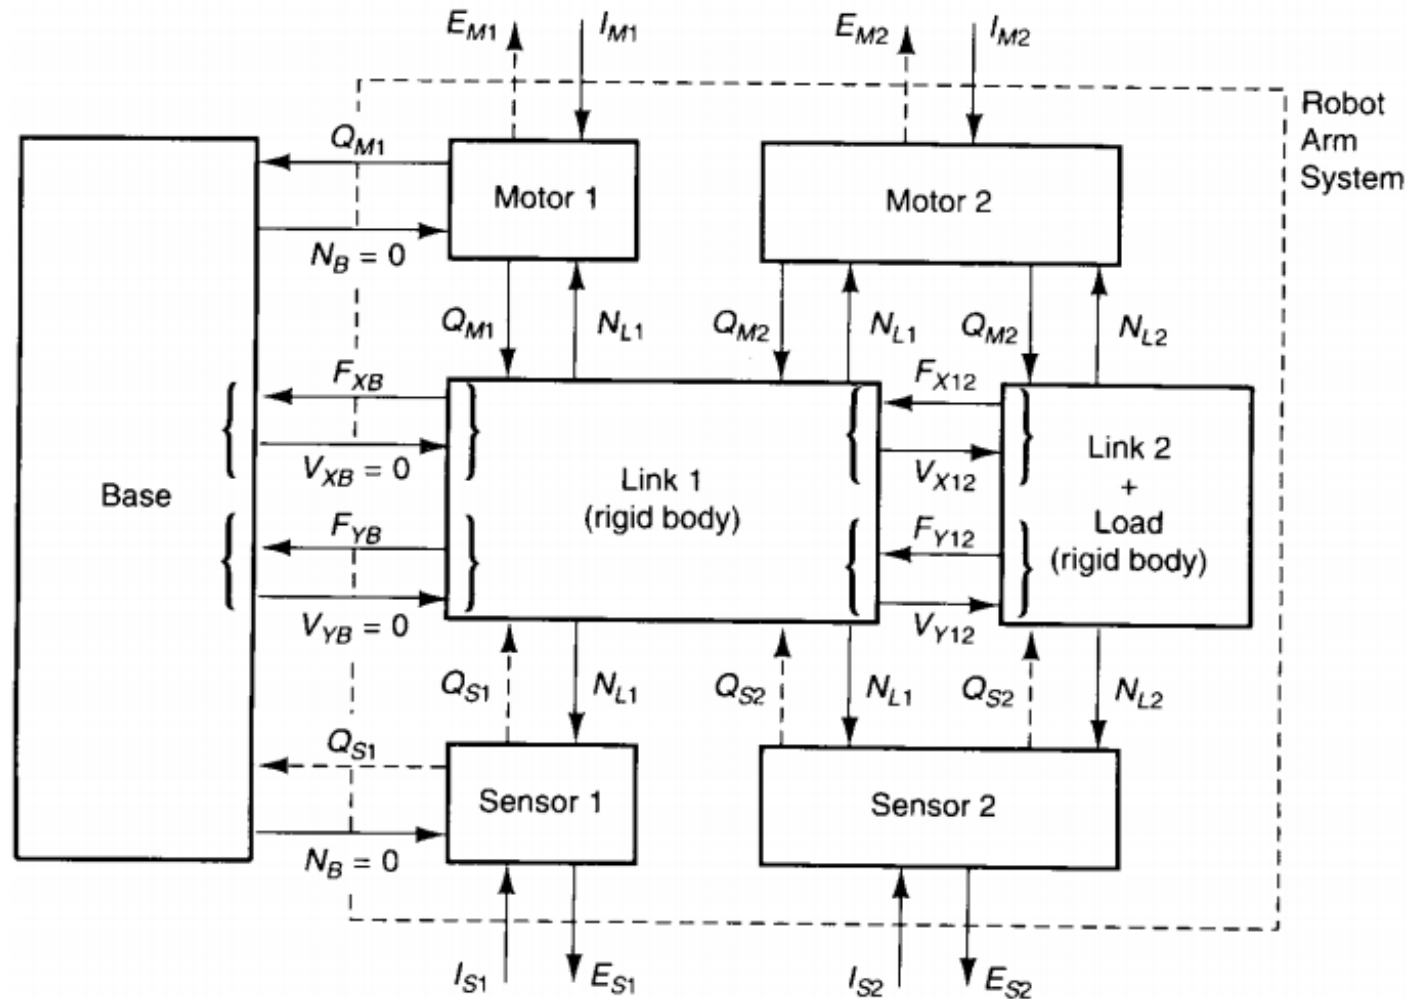 E_M1
I_M1
E_M2
I_M2
Robot
Arm
System
Q_M1
Motor 1
Motor 2
N_B = 0
Q_M1
N_L1
Q_M2
N_L1
Q_M2
N_L2
F_XB
F_X12
V_XB = 0
V_X12
Base
Link 1
(rigid body)
Link 2
+
Load
(rigid body)
F_YB
F_Y12
V_YB = 0
V_Y12
Q_S1
N_L1
Q_S2
N_L1
Q_S2
N_L2
Q_S1
Sensor 1
Sensor 2
N_B = 0
I_S1
E_S1
I_S2
E_S2